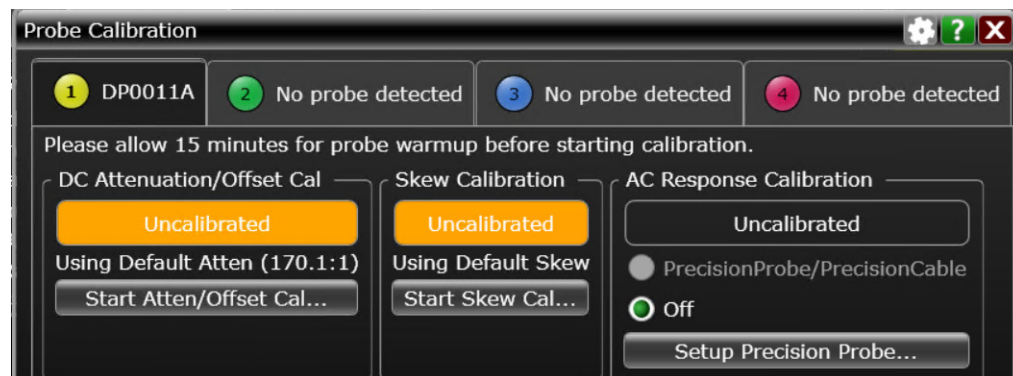 Probe Calibration
?
X
1 DP0011A
2 No probe detected
3 No probe detected
4 No probe detected
Please allow 15 minutes for probe warmup before starting calibration.
DC Attenuation/Offset Cal
Uncalibrated
Using Default Atten (170.1:1)
Start Atten/Offset Cal...
Skew Calibration
Uncalibrated
Using Default Skew
Start Skew Cal...
AC Response Calibration
Uncalibrated
PrecisionProbe/PrecisionCable
Off
Setup Precision Probe...